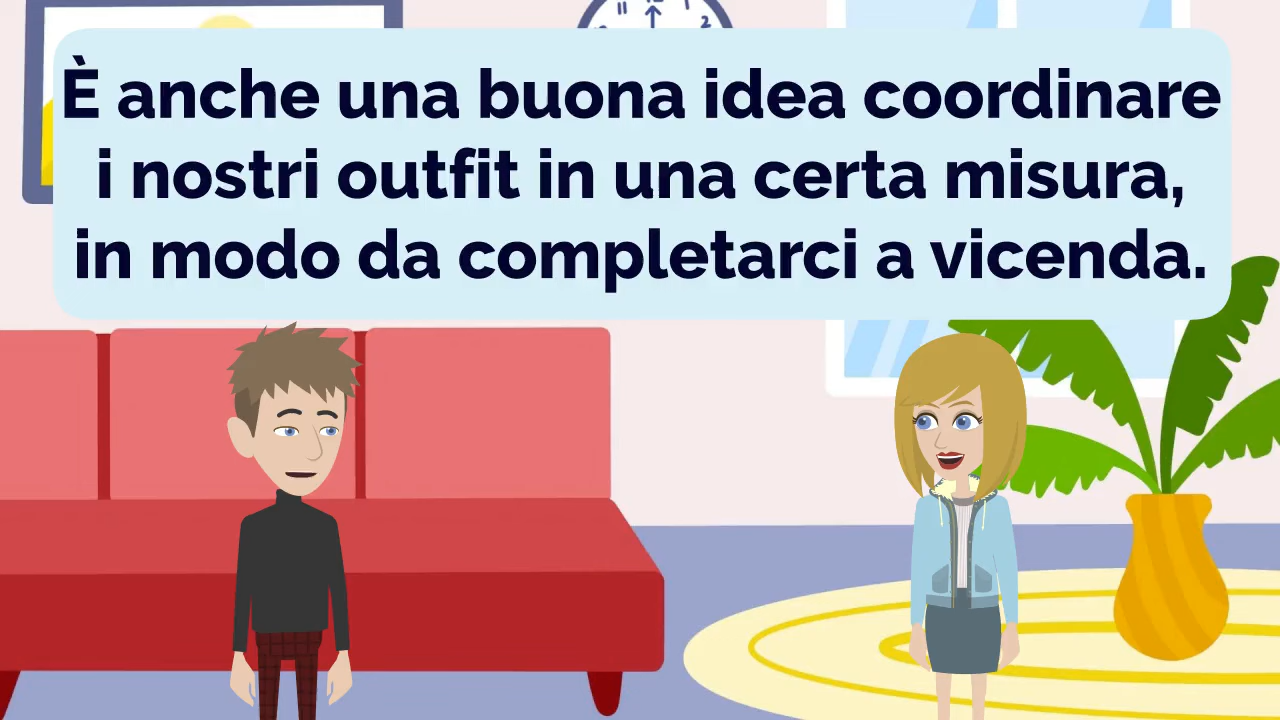 È anche una buona idea coordinare
i nostri outfit in una certa misura,
in modo da completarci a vicenda.